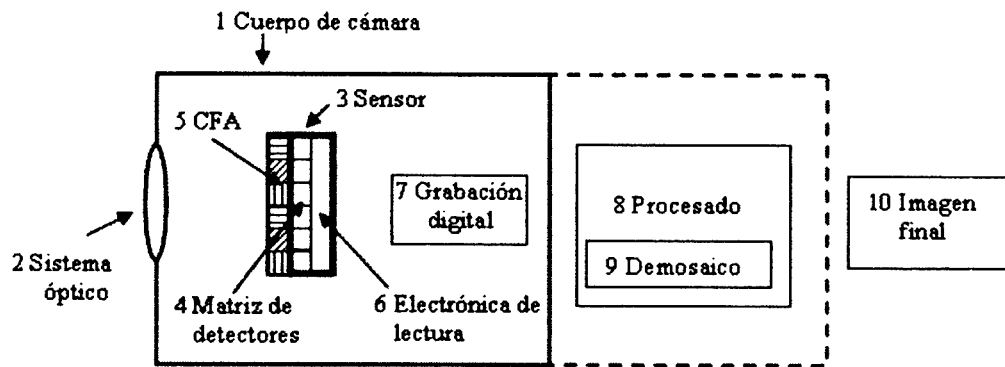 1 Cuerpo de cámara
3 Sensor
5 CFA
7 Grabación
digital
8 Procesado
9 Demosaico
10 Imagen
final
2 Sistema
óptico
4 Matriz de
detectores
6 Electrónica de
lectura